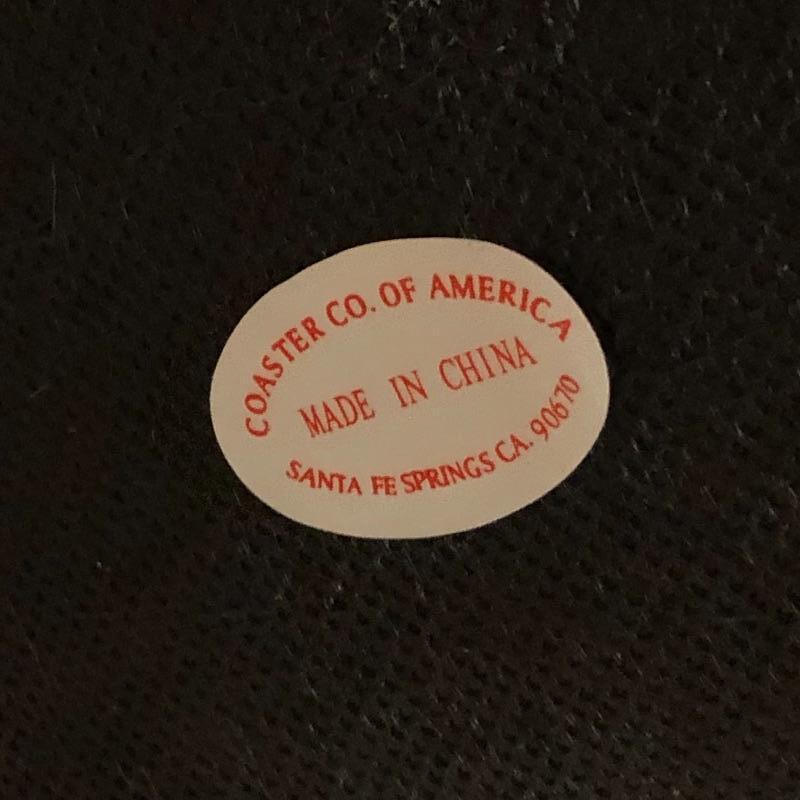 COASTER CO. OF AMERICA
MADE IN CHINA
SANTA FE SPRINGS CA. 90670